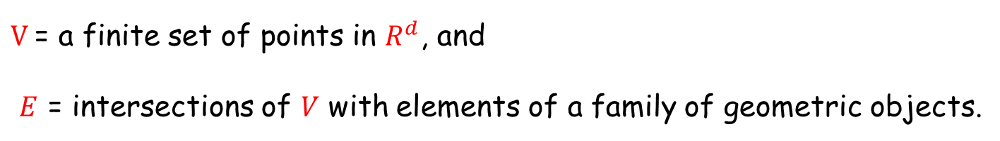 V = a finite set of points in R^d, and
E = intersections of V with elements of a family of geometric objects.